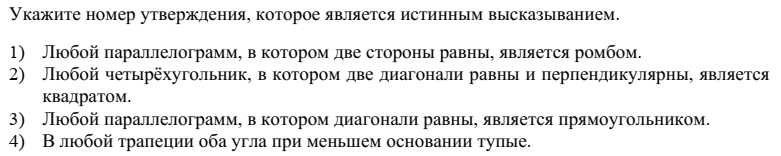 Укажите номер утверждения, которое является истинным высказыванием.
1) Любой параллелограмм, в котором две стороны равны, является ромбом.
2) Любой четырёхугольник, в котором две диагонали равны и перпендикулярны, является
квадратом.
3) Любой параллелограмм, в котором диагонали равны, является прямоугольником.
4) В любой трапеции оба угла при меньшем основании тупые.